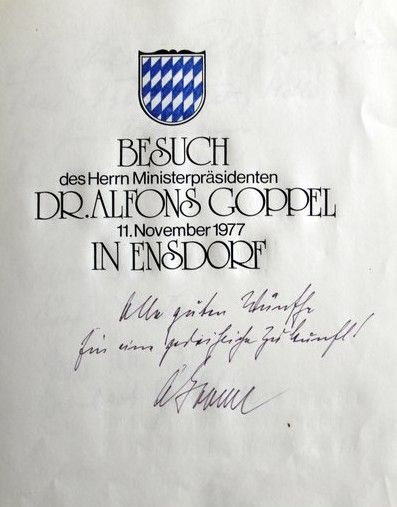 BESUCH
des Herrn Ministerpräsidenten
DR. ALFONS GOPPEL
11. November 1977
IN ENSDORF
Alle guten Wünsche
für eine gedeihliche Zukunft!
A Goppel